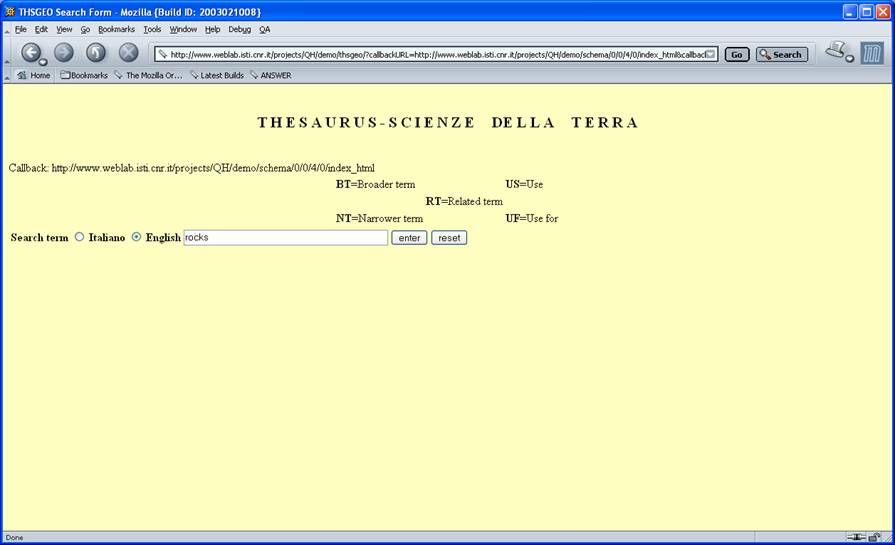 THSGEO Search Form - Mozilla {Build ID: 2003021008}
File Edit View Go Bookmarks Tools Window Help Debug QA
http://www.weblab.isti.cnr.it/projects/QH/demo/thsgeo/?callbackURL=http://www.weblab.isti.cnr.it/projects/QH/demo/schema/0/0/4/0/index_html&callbac Go Search
Home Bookmarks The Mozilla Or... Latest Builds ANSWER
THESAURUS-SCIENZE DELLA TERRA
Callback: http://www.weblab.isti.cnr.it/projects/QH/demo/schema/0/0/4/0/index_html
BT=Broader term US=Use
RT=Related term
NT=Narrower term UF=Use for
Search term Italiano English rocks enter reset
Done